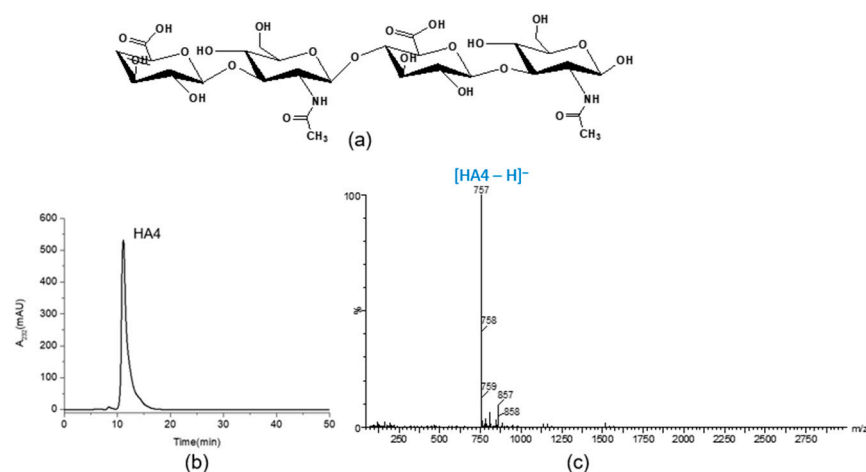 O OH OH O HO OH O O HO O OH OH O HO OH O OH
OH O O NH OH O O NH
O CH₃ O CH₃
(a)
[HA4 – H]⁻
757
100
600
HA4
500
400
A₂₃₂(mAU)
300
%
758
200
100
759
857
858
0
0 10 20 30 40 50
0
250 500 750 1000 1250 1500 1750 2000 2250 2500 2750
m/z
Time(min)
(b)
(c)